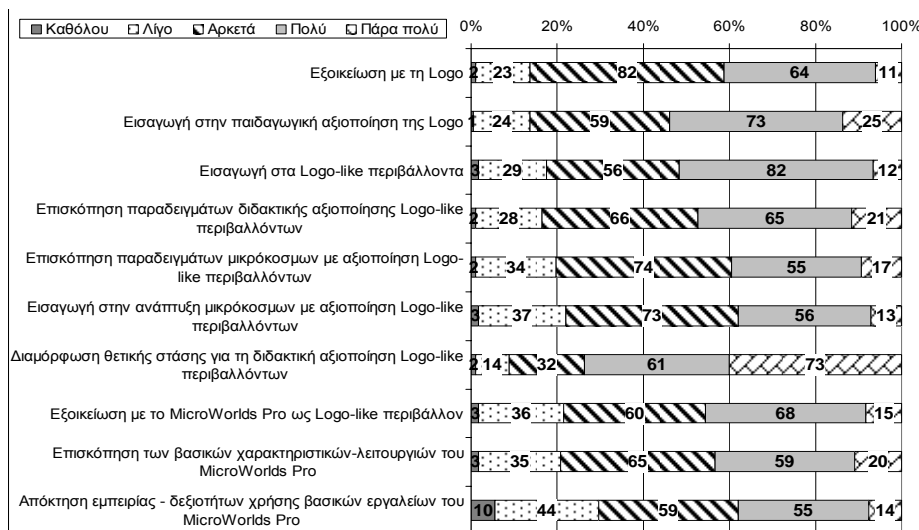 Καθόλου Λίγο Αρκετά Πολύ Πάρα πολύ
0% 20% 40% 60% 80% 100%
Εξοικείωση με τη Logo 2 23 82 64 11
Εισαγωγή στην παιδαγωγική αξιοποίηση της Logo 1 24 59 73 25
Εισαγωγή στα Logo-like περιβάλλοντα 3 29 56 82 12
Επισκόπηση παραδειγμάτων διδακτικής αξιοποίησης Logo-like
περιβαλλόντων 2 28 66 65 21
Επισκόπηση παραδειγμάτων μικρόκοσμων με αξιοποίηση Logo-
like περιβαλλόντων 2 34 74 55 17
Εισαγωγή στην ανάπτυξη μικρόκοσμων με αξιοποίηση Logo-like
περιβαλλόντων 3 37 73 56 13
Διαμόρφωση θετικής στάσης για τη διδακτική αξιοποίηση Logo-like
περιβαλλόντων 2 14 32 61 73
Εξοικείωση με το MicroWorlds Pro ως Logo-like περιβάλλον 3 36 60 68 15
Επισκόπηση των βασικών χαρακτηριστικών-λειτουργιών του
MicroWorlds Pro 3 35 65 59 20
Απόκτηση εμπειρίας - δεξιοτήτων χρήσης βασικών εργαλείων του
MicroWorlds Pro 10 44 59 55 14